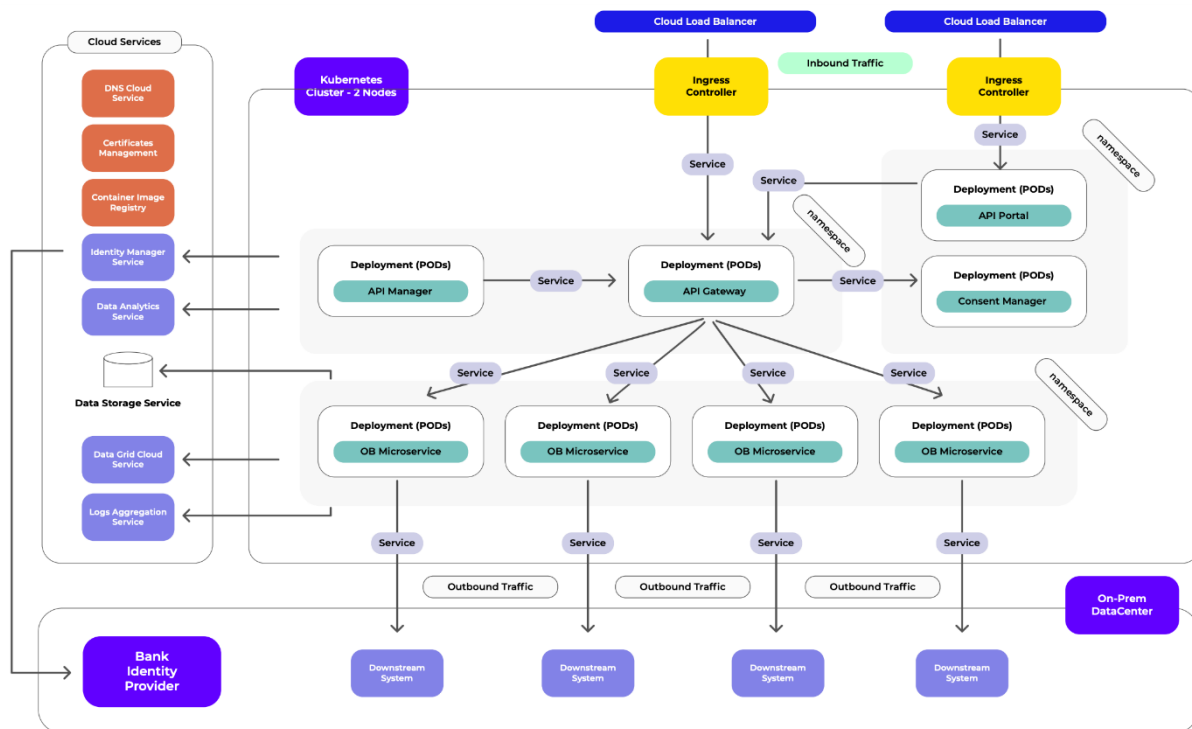 Cloud Load Balancer
Cloud Load Balancer
Cloud Services
Inbound Traffic
Kubernetes
Cluster - 2 Nodes
Ingress
Controller
Ingress
Controller
DNS Cloud
Service
Certificates
Management
Container Image
Registry
Identity Manager
Service
Data Analytics
Service
Data Storage Service
Data Grid Cloud
Service
Logs Aggregation
Service
Service
Service
namespace
Service
Deployment (PODs)
API Portal
namespace
Deployment (PODs)
API Manager
Service
Deployment (PODs)
API Gateway
Service
Deployment (PODs)
Consent Manager
Service
Service
Service
Service
namespace
Deployment (PODs)
OB Microservice
Deployment (PODs)
OB Microservice
Deployment (PODs)
OB Microservice
Deployment (PODs)
OB Microservice
Service
Service
Service
Service
Outbound Traffic
Outbound Traffic
Outbound Traffic
On-Prem
DataCenter
Bank
Identity
Provider
Downstream
System
Downstream
System
Downstream
System
Downstream
System